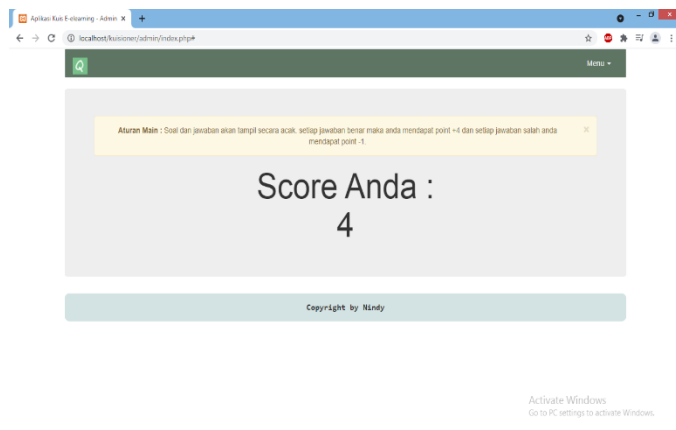 Aplikasi Kuis E-elearning - Admin
localhost/kuisioner/admin/index.php#
Q
Menu
Aturan Main : Soal dan jawaban akan tampil secara acak, setiap jawaban benar maka anda mendapat point +4 dan setiap jawaban salah anda
mendapat point -1.
Score Anda :
4
Copyright by Nindy
Activate Windows
Go to PC settings to activate Windows.